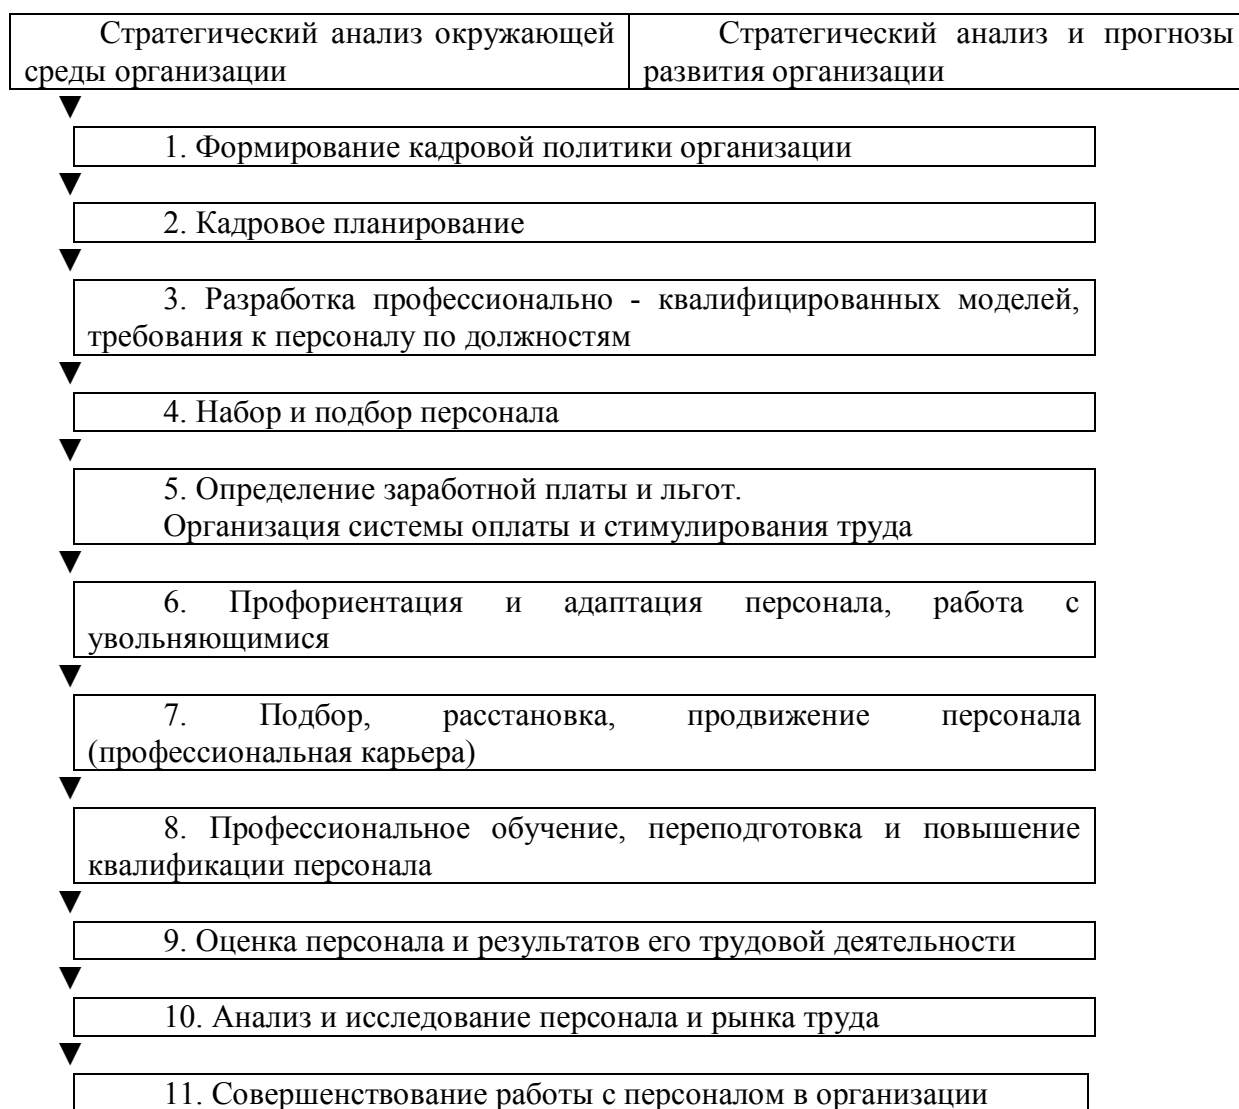 Стратегический анализ окружающей
среды организации
Стратегический анализ и прогнозы
развития организации
1. Формирование кадровой политики организации
2. Кадровое планирование
3. Разработка профессионально - квалифицированных моделей,
требования к персоналу по должностям
4. Набор и подбор персонала
5. Определение заработной платы и льгот.
Организация системы оплаты и стимулирования труда
6. Профориентация и адаптация персонала, работа с
увольняющимися
7. Подбор, расстановка, продвижение персонала
(профессиональная карьера)
8. Профессиональное обучение, переподготовка и повышение
квалификации персонала
9. Оценка персонала и результатов его трудовой деятельности
10. Анализ и исследование персонала и рынка труда
11. Совершенствование работы с персоналом в организации